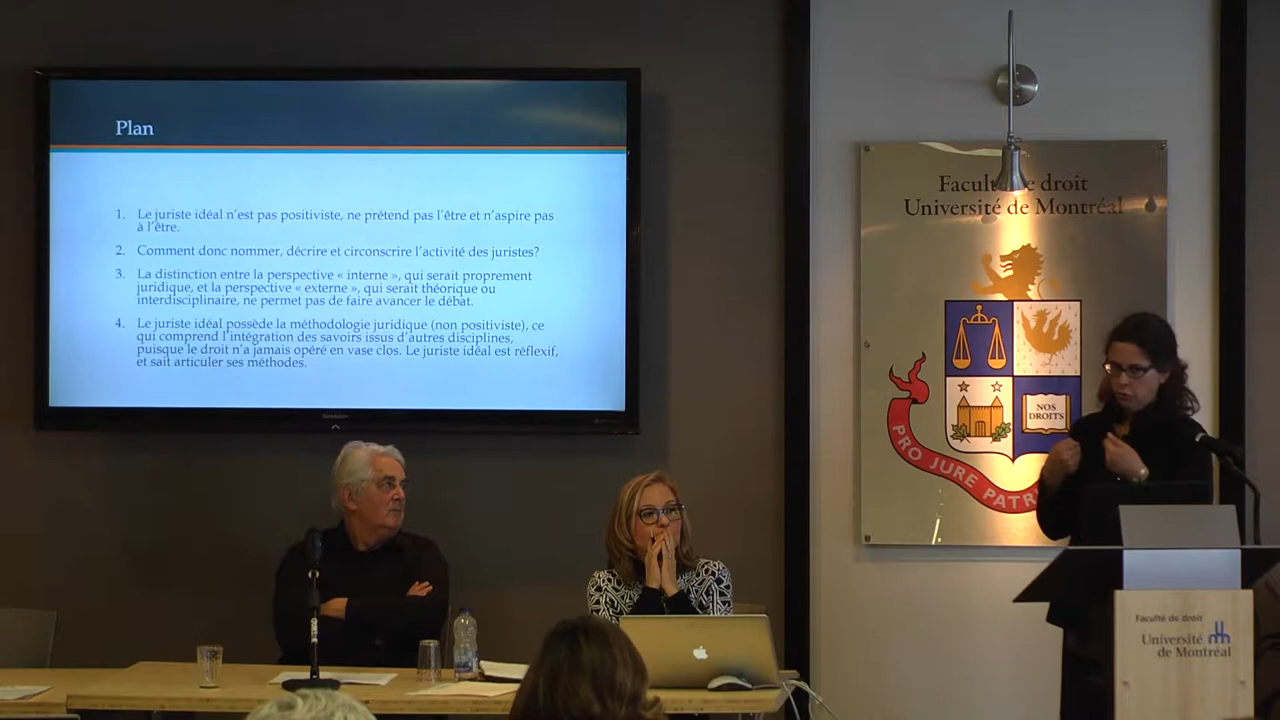 Plan
1. Le juriste idéal n'est pas positiviste, ne prétend pas l'être et n'aspire pas
à l'être.
2. Comment donc nommer, décrire et circonscrire l'activité des juristes?
3. La distinction entre la perspective « interne », qui serait proprement
juridique, et la perspective « externe », qui serait théorique ou
interdisciplinaire, ne permet pas de faire avancer le débat.
4. Le juriste idéal possède la méthodologie juridique (non positiviste), ce
qui comprend l'intégration des savoirs issus d'autres disciplines,
puisque le droit n'a jamais opéré en vase clos. Le juriste idéal est réflexif,
et sait articuler ses méthodes.
Faculté de droit
Université de Montréal
NOS
DROITS
PRO JURE PATR
Faculté de droit
Université
de Montréal